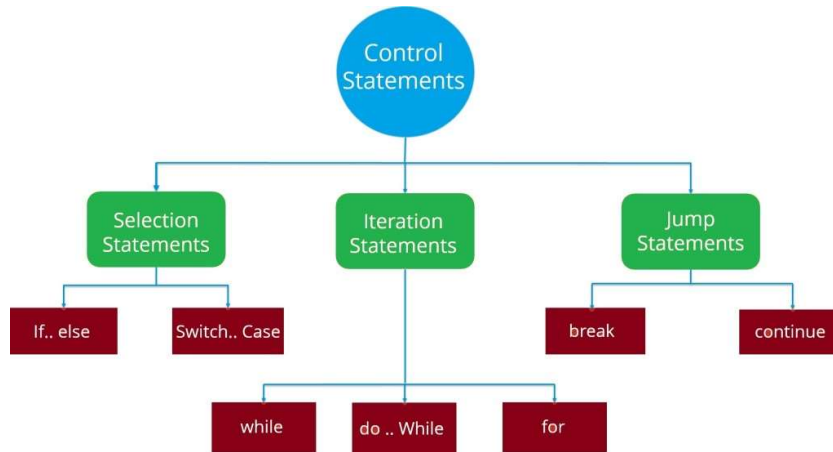 Control
Statements
Selection
Statements
Iteration
Statements
Jump
Statements
If.. else
Switch.. Case
break
continue
while
do .. While
for